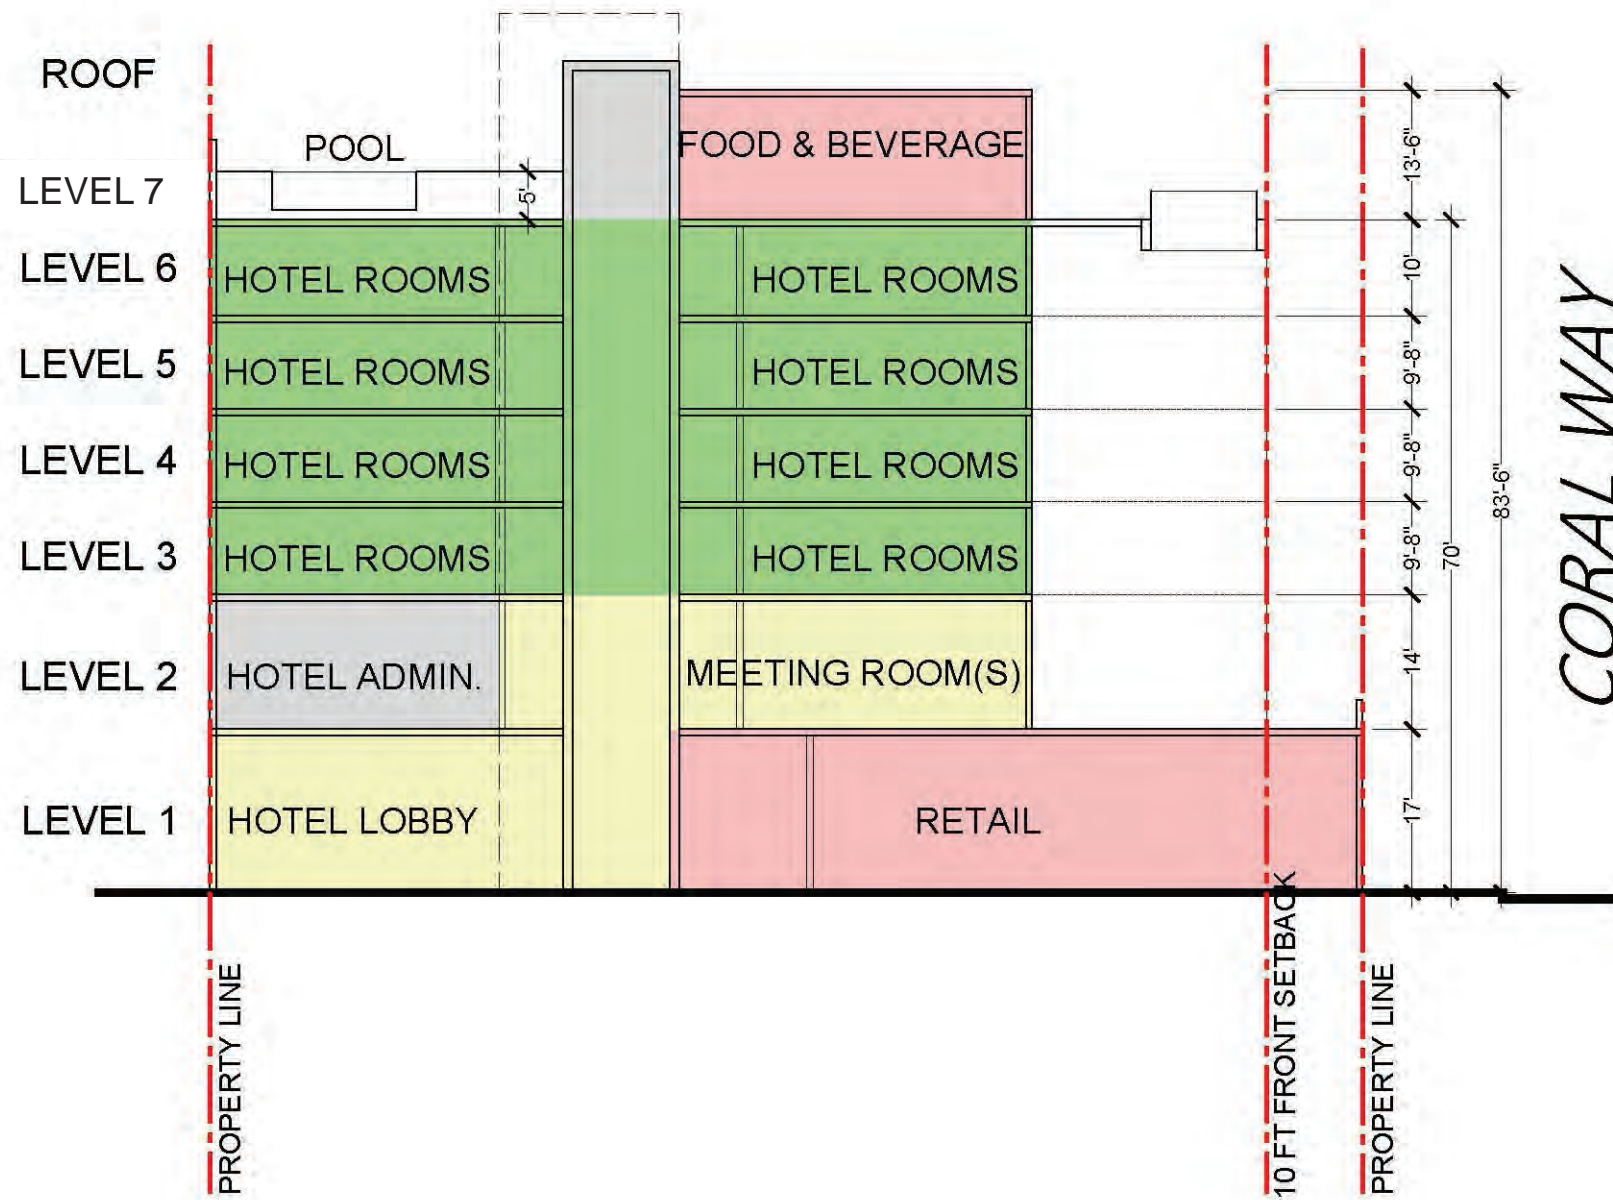 ROOF
POOL
FOOD & BEVERAGE
13'-6"
LEVEL 7
5'
LEVEL 6
HOTEL ROOMS
HOTEL ROOMS
10'
LEVEL 5
HOTEL ROOMS
HOTEL ROOMS
9'-8"
LEVEL 4
HOTEL ROOMS
HOTEL ROOMS
9'-8"
83'-6"
LEVEL 3
HOTEL ROOMS
HOTEL ROOMS
9'-8"
70'
CORAL WAY
LEVEL 2
HOTEL ADMIN.
MEETING ROOM(S)
14'
LEVEL 1
HOTEL LOBBY
RETAIL
17'
PROPERTY LINE
10 FT FRONT SETBACK
PROPERTY LINE